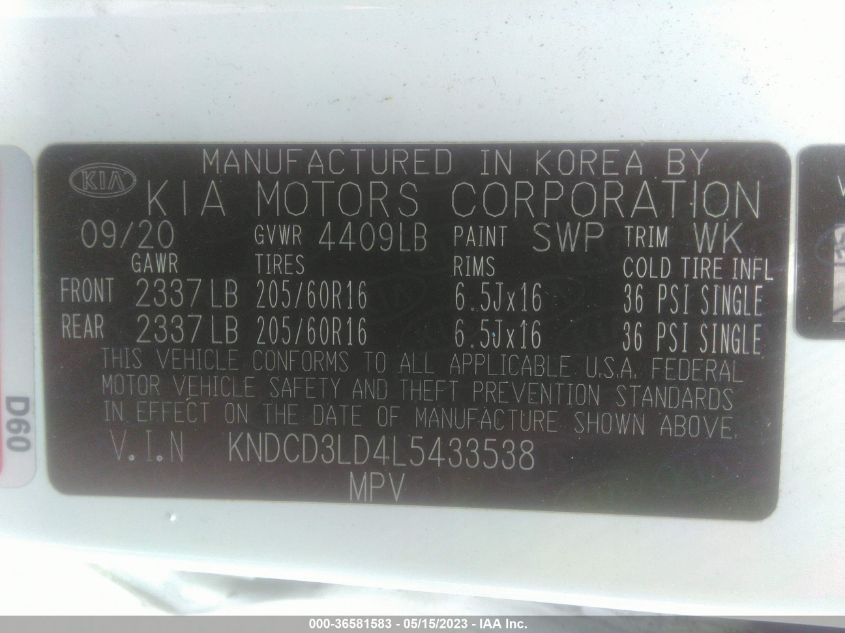 MANUFACTURED IN KOREA BY
KIA
KIA MOTORS CORPORATION
09/20 GVWR 4409LB PAINT SWP TRIM WK
GAWR TIRES RIMS COLD TIRE INFL
FRONT 2337LB 205/60R16 6.5Jx16 36 PSI SINGLE
REAR 2337LB 205/60R16 6.5Jx16 36 PSI SINGLE
THIS VEHICLE CONFORMS TO ALL APPLICABLE U.S.A. FEDERAL
MOTOR VEHICLE SAFETY AND THEFT PREVENTION STANDARDS
IN EFFECT ON THE DATE OF MANUFACTURE SHOWN ABOVE.
V.I.N KNDCD3LD4L5433538
MPV
D60
000-36581583 - 05/15/2023 - IAA Inc.